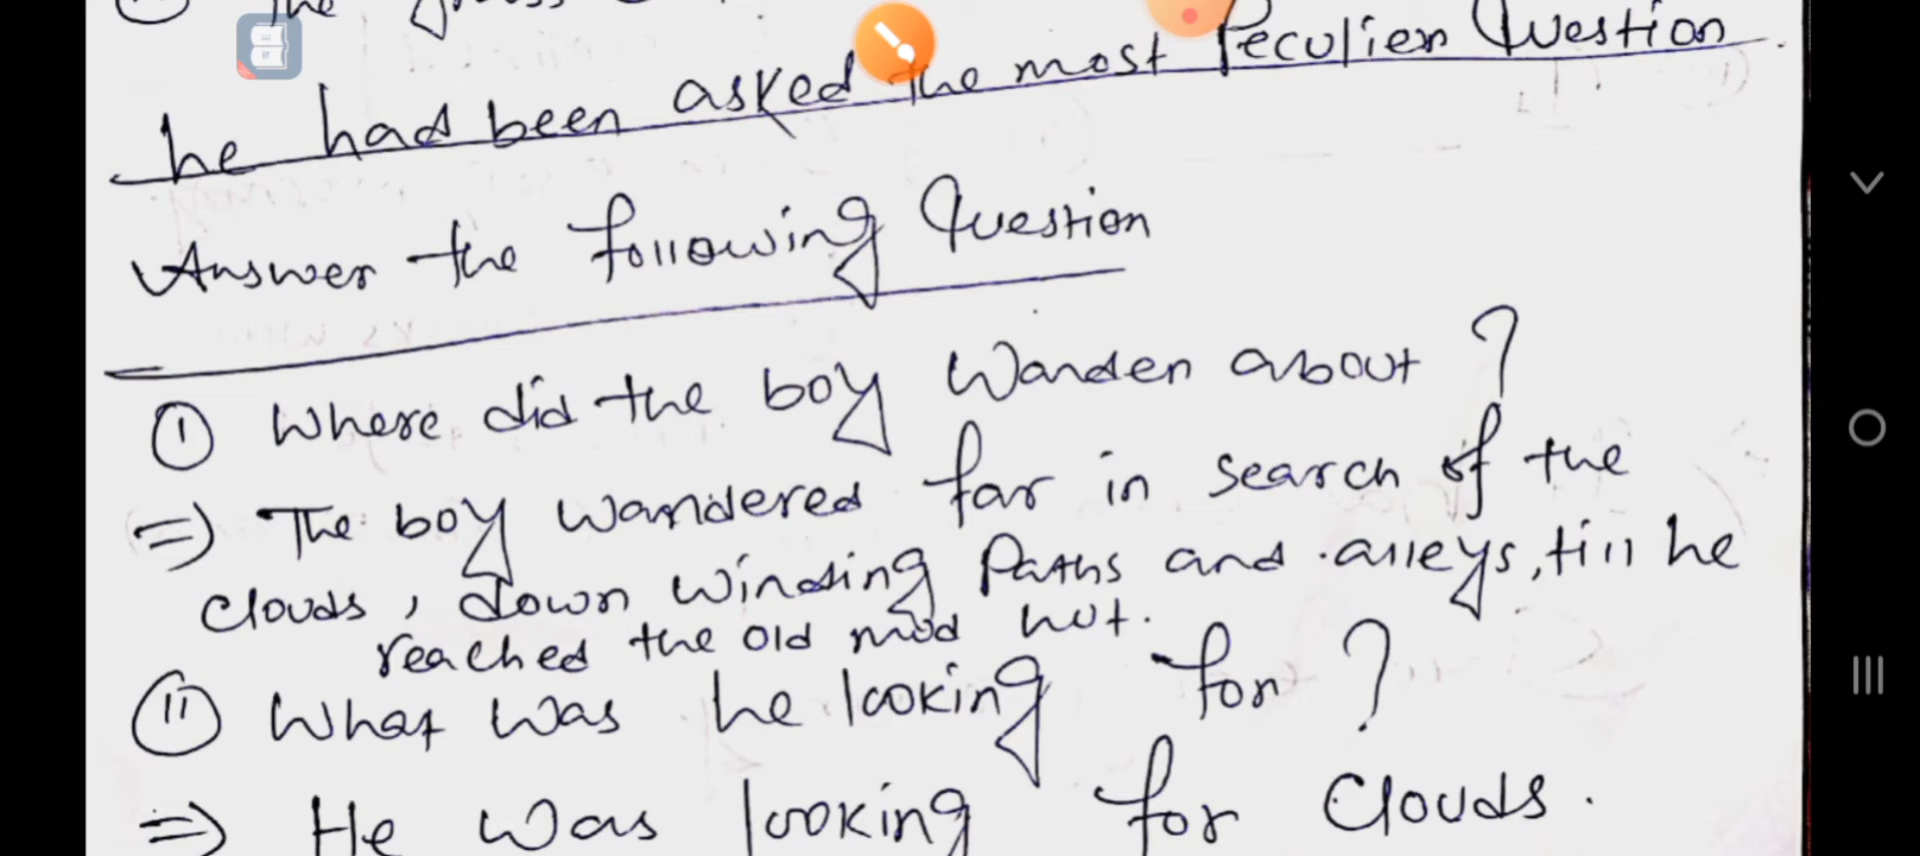 The
he had been asked the most Peculier Question
Answer the following Question
① Where did the boy Wander about ?
⇒ The boy wandered far in search of the
clouds, down winding Paths and alleys, till he
reached the old mud hut.
⑪ What was he looking for ?
⇒ He was looking for Clouds.